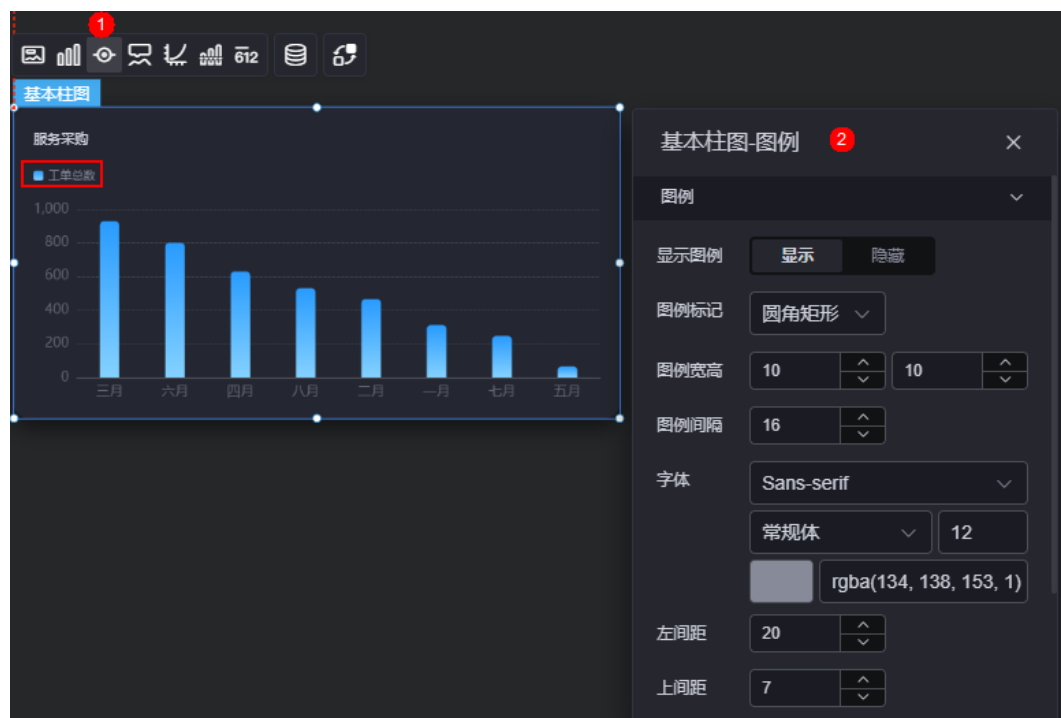 1
612
基本柱图
服务采购
工单总数
1,000
800
600
400
200
0
三月 六月 四月 八月 二月 一月 七月 五月
基本柱图-图例 2
图例
显示图例 显示 隐藏
图例标记 圆角矩形
图例宽高 10 10
图例间隔 16
字体 Sans-serif
常规体 12
rgba(134, 138, 153, 1)
左间距 20
上间距 7